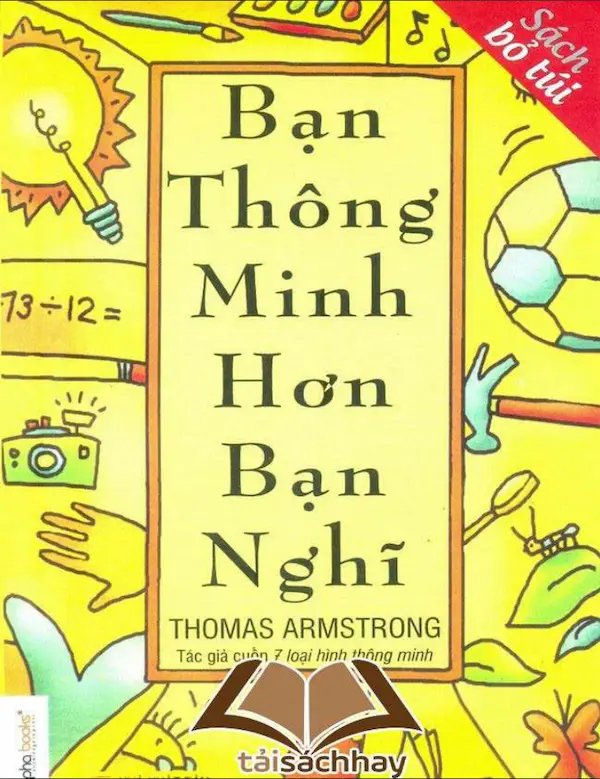 Sách
bỏ túi
Bạn
Thông
Minh
Hơn
Bạn
Nghĩ
73÷12=
THOMAS ARMSTRONG
Tác giả cuốn 7 loại hình thông minh
tảisáchhay